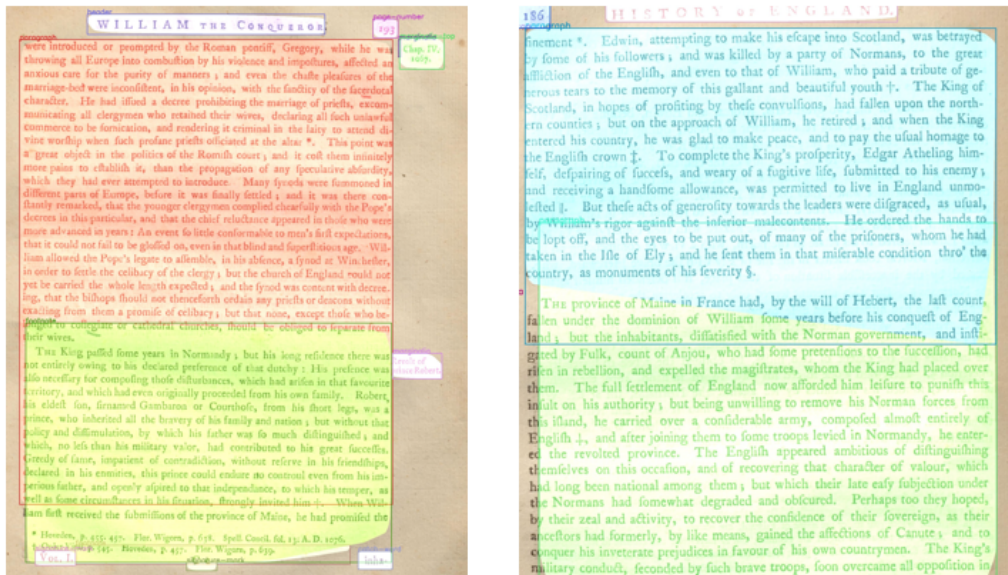 header
page-number
WILLIAM THE CONQUEROR.
193
paragraph
Chap. IV.
1087.
were introduced or prompted by the Roman pontiff, Gregory, while he was
throwing all Europe into combuſtion by his violence and impoſtures, affected an
anxious care for the purity of manners; and even the chaſte pleaſures of the
marriage-bed were inconſiſtent, in his opinion, with the ſanctity of the ſacerdotal
character. He had iſſued a decree prohibiting the marriage of prieſts, excom-
municating all clergymen who retained their wives, declaring all ſuch unlawful
commerce to be fornication, and rendering it criminal in the laity to attend di-
vine worſhip when ſuch profane prieſts officiated at the altar *. This point was
a great object in the politics of the Romiſh court; and it coſt them infinitely
more pains to eſtabliſh it, than the propagation of any ſpeculative abſurdity,
which they had ever attempted to introduce. Many ſynods were ſummoned in
different parts of Europe, before it was finally ſettled; and it was there con-
ſtantly remarked, that the younger clergymen complied chearfully with the Pope's
decrees in this particular, and that the chief reluctance appeared in thoſe who were
more advanced in years: An event ſo little conformable to men's firſt expectations,
that it could not fail to be gloſſed on, even in that blind and ſuperſtitious age. Wil-
liam allowed the Pope's legate to aſſemble, in his abſence, a ſynod at Wincheſter,
in order to ſettle the celibacy of the clergy; but the church of England could not
yet be carried the whole length expected; and the ſynod was content with decree-
ing, that the biſhops ſhould not thenceforth ordain any prieſts or deacons without
exacting from them a promiſe of celibacy; but that none, except thoſe who be-
longed to collegiate or cathedral churches, ſhould be obliged to ſeparate from
their wives.
THE King paſſed ſome years in Normandy; but his long reſidence there was
not entirely owing to his declared preference of that dutchy: His preſence was
alſo neceſſary for compoſing thoſe diſturbances, which had ariſen in that favourite
territory, and which had even originally proceeded from his own family. Robert,
his eldeſt ſon, ſirnamed Gambaron or Courthoſe, from his ſhort legs, was a
prince, who inherited all the bravery of his family and nation; but without that
policy and diſſimulation, by which his father was ſo much diſtinguiſhed; and
which, no leſs than his military valor, had contributed to his great ſucceſſes.
Greedy of fame, impatient of contradiction, without reſerve in his friendſhips,
declared in his enmities, this prince could endure no controul even from his im-
perious father, and openly aſpired to that independance, to which his temper, as
well as ſome circumſtances in his ſituation, ſtrongly invited him †. When Wil-
liam firſt received the ſubmiſſions of the province of Maine, he had promiſed the
Revolt of
prince Robert.
* Hoveden, p. 455. 457. Flor. Wigorn, p. 638. Spell. Concil. fol. 13. A. D. 1076.
p. 545. Hoveden, p. 457. Flor. Wigorn, p. 639.
VOL. I.
inha-
186
HISTORY OF ENGLAND.
paragraph
finement *. Edwin, attempting to make his eſcape into Scotland, was betrayed
by ſome of his followers; and was killed by a party of Normans, to the great
affliction of the Engliſh, and even to that of William, who paid a tribute of ge-
nerous tears to the memory of this gallant and beautiful youth †. The King of
Scotland, in hopes of profiting by theſe convulſions, had fallen upon the north-
ern counties; but on the approach of William, he retired; and when the King
entered his country, he was glad to make peace, and to pay the uſual homage to
the Engliſh crown ‡. To complete the King's proſperity, Edgar Atheling him-
ſelf, deſpairing of ſucceſs, and weary of a fugitive life, ſubmitted to his enemy;
and receiving a handſome allowance, was permitted to live in England unmo-
leſted ∥. But theſe acts of generoſity towards the leaders were diſgraced, as uſual,
by William's rigor againſt the inferior malecontents. He ordered the hands to
be lopt off, and the eyes to be put out, of many of the priſoners, whom he had
taken in the Iſle of Ely; and he ſent them in that miſerable condition thro' the
country, as monuments of his ſeverity §.
THE province of Maine in France had, by the will of Hebert, the laſt count,
fallen under the dominion of William ſome years before his conqueſt of Eng-
land; but the inhabitants, diſſatisfied with the Norman government, and inſti-
gated by Fulk, count of Anjou, who had ſome pretenſions to the ſucceſſion, had
riſen in rebellion, and expelled the magiſtrates, whom the King had placed over
them. The full ſettlement of England now afforded him leiſure to puniſh this
inſult on his authority; but being unwilling to remove his Norman forces from
this iſland, he carried over a conſiderable army, compoſed almoſt entirely of
Engliſh ⸸, and after joining them to ſome troops levied in Normandy, he enter-
ed the revolted province. The Engliſh appeared ambitious of diſtinguiſhing
themſelves on this occaſion, and of recovering that character of valour, which
had long been national among them; but which their late eaſy ſubjection under
the Normans had ſomewhat degraded and obſcured. Perhaps too they hoped,
by their zeal and activity, to recover the confidence of their ſovereign, as their
anceſtors had formerly, by like means, gained the affections of Canute; and to
conquer his inveterate prejudices in favour of his own countrymen. The King's
military conduct, ſeconded by ſuch brave troops, ſoon overcame all oppoſition in